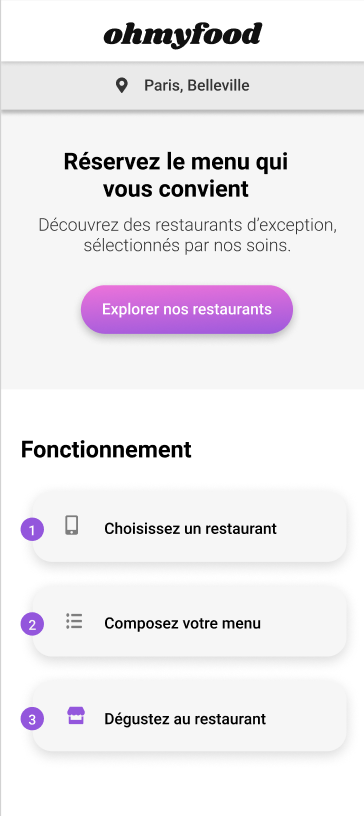 ohmyfood
Paris, Belleville
Réservez le menu qui
vous convient
Découvrez des restaurants d’exception,
sélectionnés par nos soins.
Explorer nos restaurants
Fonctionnement
1 Choisissez un restaurant
2 Composez votre menu
3 Dégustez au restaurant